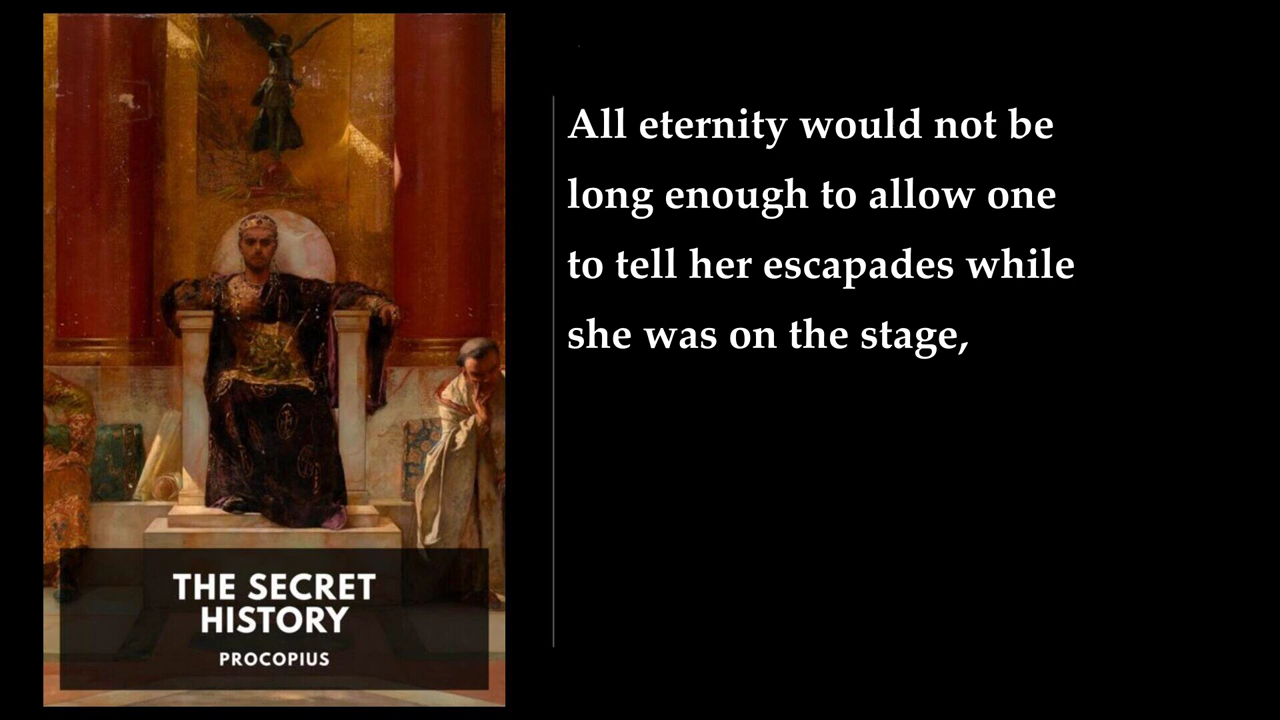 THE SECRET
HISTORY
PROCOPIUS
All eternity would not be
long enough to allow one
to tell her escapades while
she was on the stage,